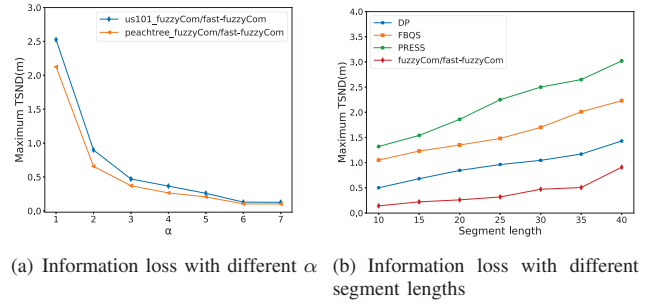 us101_fuzzyCom/fast-fuzzyCom
peachtree_fuzzyCom/fast-fuzzyCom
Maximum TSND(m)
3.0
2.5
2.0
1.5
1.0
0.5
0.0
1 2 3 4 5 6 7
α
DP
FBQS
PRESS
fuzzyCom/fast-fuzzyCom
Maximum TSND(m)
4.0
3.5
3.0
2.5
2.0
1.5
1.0
0.5
0.0
10 15 20 25 30 35 40
Segment length
(a) Information loss with different α
(b) Information loss with different
segment lengths